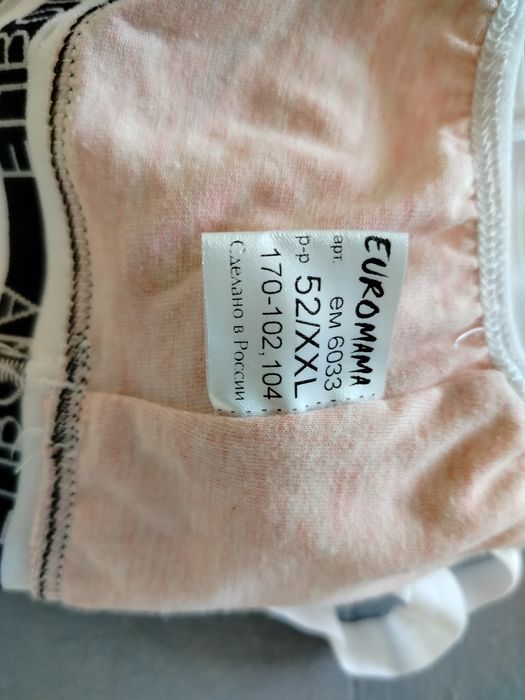 EUROMAMA
арт. ем 6033
р-р 52/XXL
170-102, 104
Сделано в России